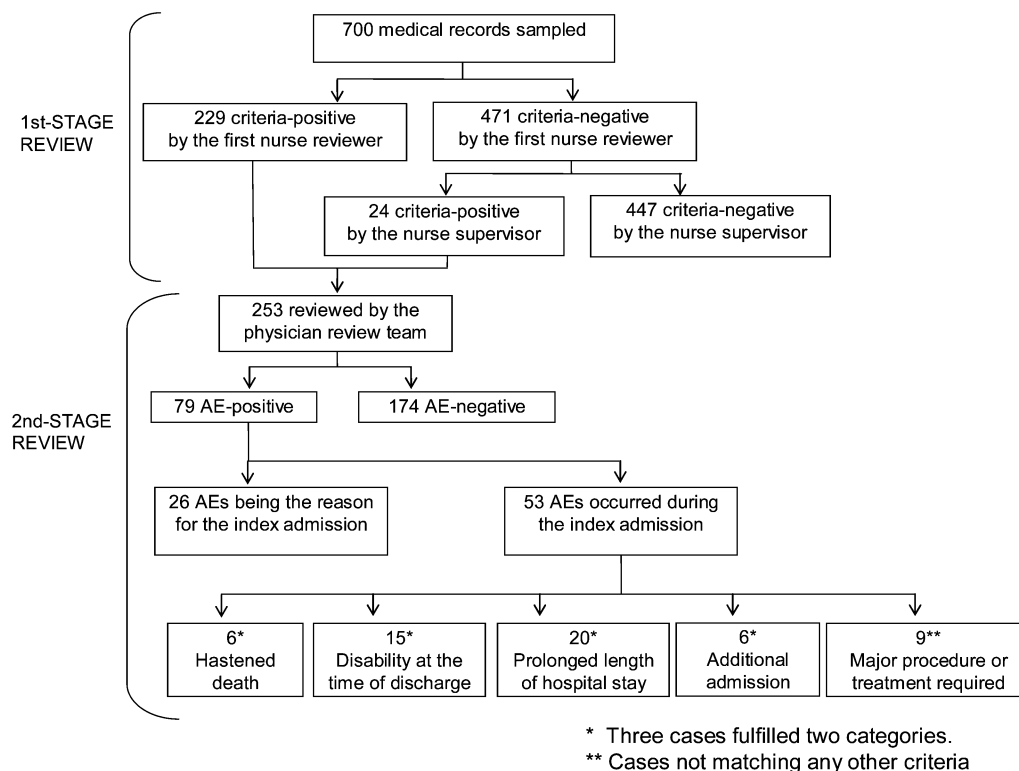 700 medical records sampled
1st-STAGE
REVIEW
229 criteria-positive
by the first nurse reviewer
471 criteria-negative
by the first nurse reviewer
24 criteria-positive
by the nurse supervisor
447 criteria-negative
by the nurse supervisor
253 reviewed by the
physician review team
2nd-STAGE
REVIEW
79 AE-positive
174 AE-negative
26 AEs being the reason
for the index admission
53 AEs occurred during
the index admission
6*
Hastened
death
15*
Disability at the
time of discharge
20*
Prolonged length
of hospital stay
6*
Additional
admission
9**
Major procedure or
treatment required
* Three cases fulfilled two categories.
** Cases not matching any other criteria